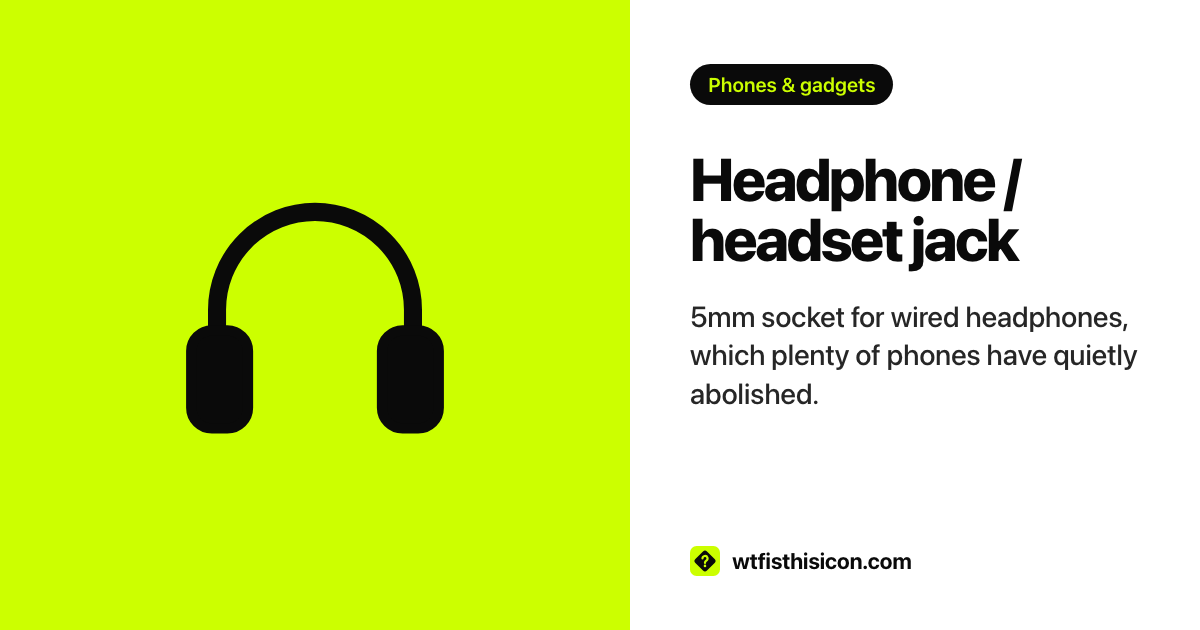 Phones & gadgets
Headphone /
headset jack
5mm socket for wired headphones,
which plenty of phones have quietly
abolished.
?
wtfisthisicon.com